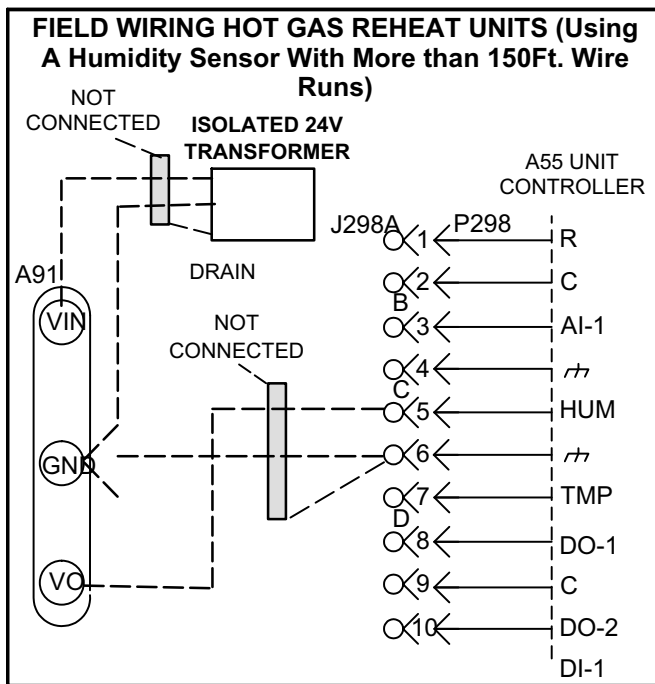 FIELD WIRING HOT GAS REHEAT UNITS (Using
A Humidity Sensor With More than 150Ft. Wire
Runs)
NOT
CONNECTED
ISOLATED 24V
TRANSFORMER
A55 UNIT
CONTROLLER
J298A
P298
1
R
DRAIN
A91
2
C
B
VIN
3
AI-1
NOT
CONNECTED
4
C
5
HUM
GND
6
7
TMP
D
8
DO-1
VO
9
C
10
DO-2
DI-1